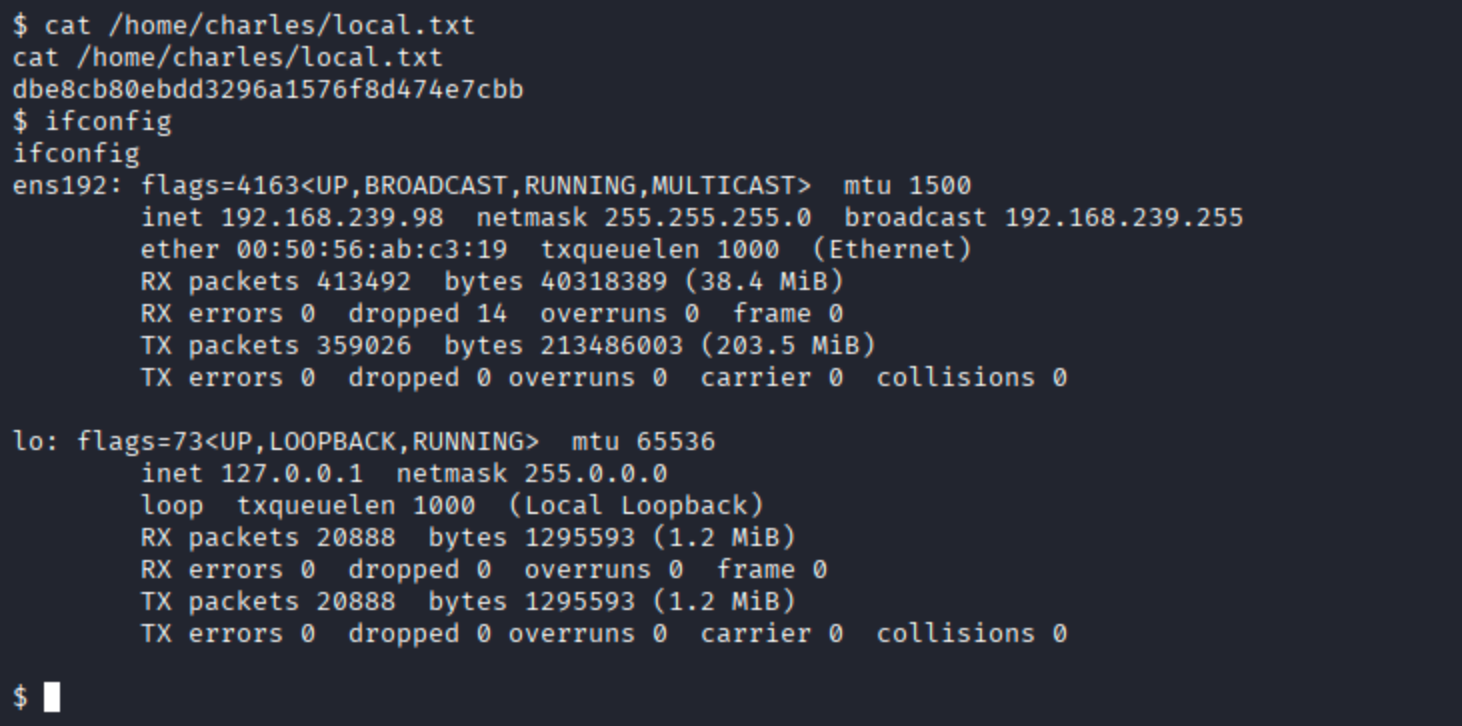 $ cat /home/charles/local.txt
cat /home/charles/local.txt
dbe8cb80ebdd3296a1576f8d474e7cbb
$ ifconfig
ifconfig
ens192: flags=4163<UP,BROADCAST,RUNNING,MULTICAST>  mtu 1500
        inet 192.168.239.98  netmask 255.255.255.0  broadcast 192.168.239.255
        ether 00:50:56:ab:c3:19  txqueuelen 1000  (Ethernet)
        RX packets 413492  bytes 40318389 (38.4 MiB)
        RX errors 0  dropped 14  overruns 0  frame 0
        TX packets 359026  bytes 213486003 (203.5 MiB)
        TX errors 0  dropped 0 overruns 0  carrier 0  collisions 0

lo: flags=73<UP,LOOPBACK,RUNNING>  mtu 65536
        inet 127.0.0.1  netmask 255.0.0.0
        loop  txqueuelen 1000  (Local Loopback)
        RX packets 20888  bytes 1295593 (1.2 MiB)
        RX errors 0  dropped 0  overruns 0  frame 0
        TX packets 20888  bytes 1295593 (1.2 MiB)
        TX errors 0  dropped 0 overruns 0  carrier 0  collisions 0

$